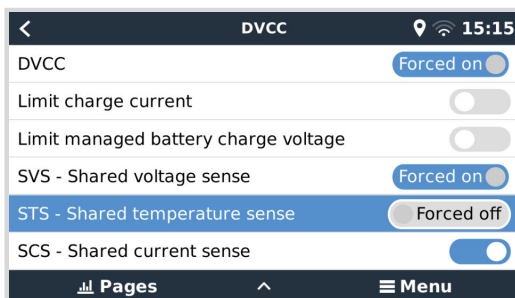 DVCC 15:15
DVCC Forced on
Limit charge current
Limit managed battery charge voltage
SVS - Shared voltage sense Forced on
STS - Shared temperature sense Forced off
SCS - Shared current sense
Pages Menu